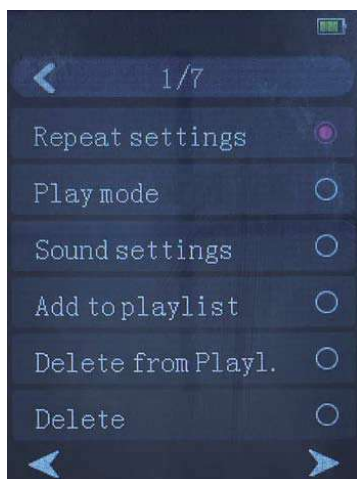 1/7
Repeat settings
Play mode
Sound settings
Add to playlist
Delete from Playl.
Delete